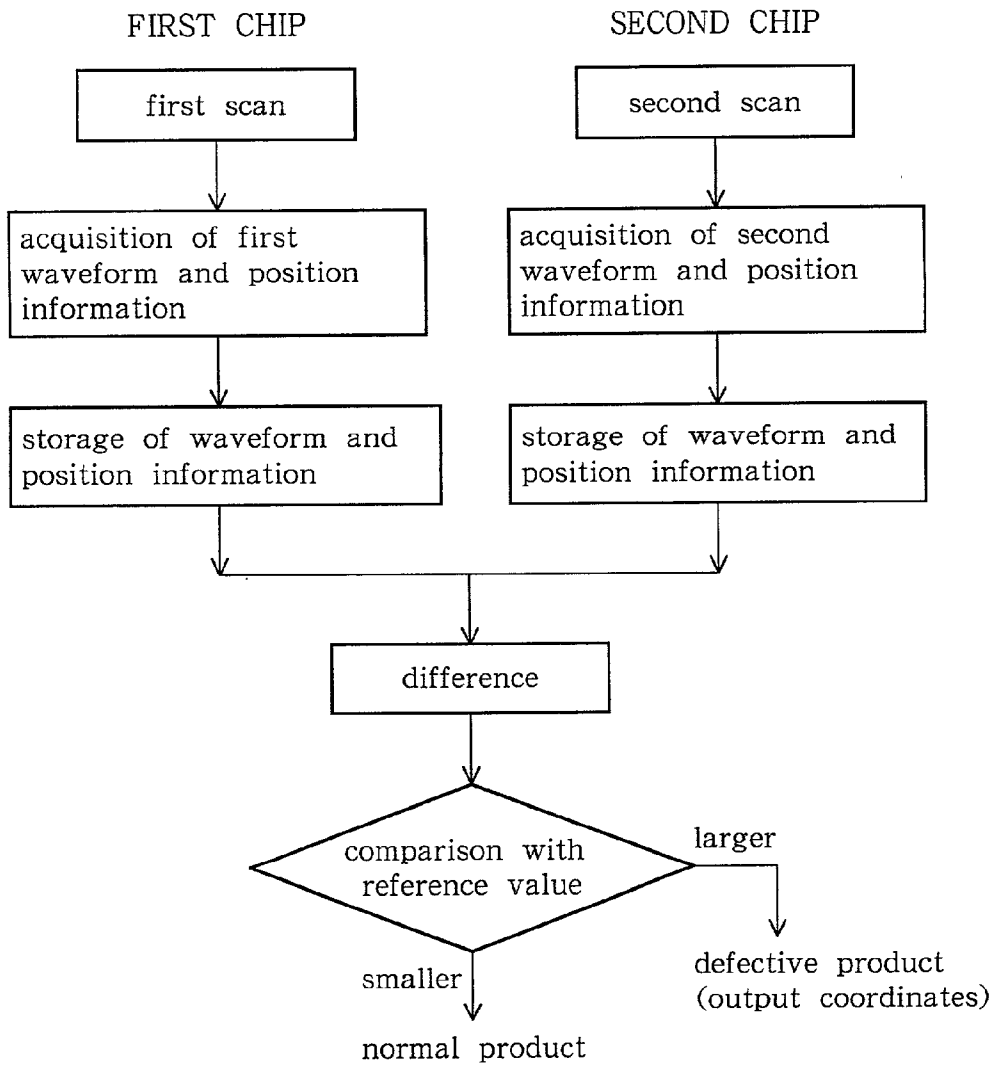 FIRST CHIP
first scan
acquisition of first
waveform and position
information
storage of waveform and
position information
SECOND CHIP
second scan
acquisition of second
waveform and position
information
storage of waveform and
position information
difference
comparison with
reference value
larger
defective product
(output coordinates)
smaller
normal product